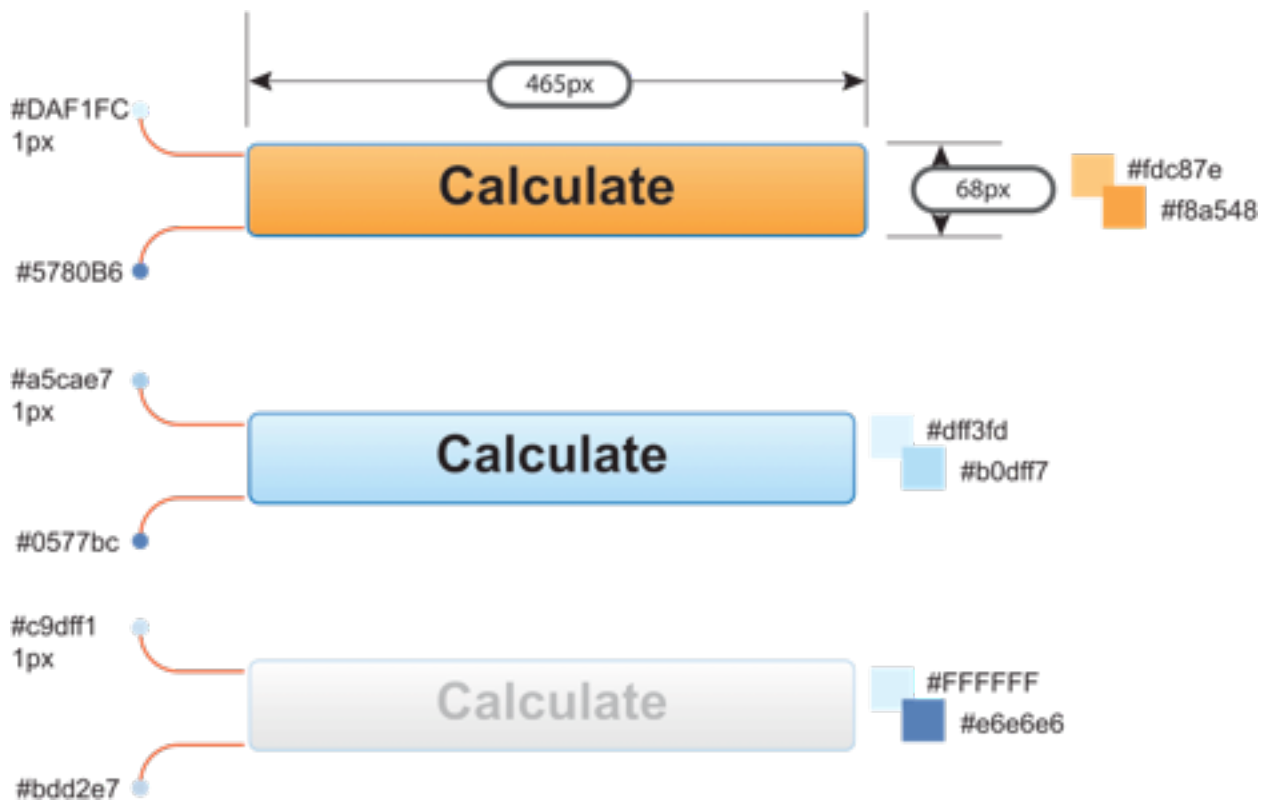 465px
#DAF1FC
1px
Calculate
68px
#fdc87e
#f8a548
#5780B6
#a5cae7
1px
Calculate
#dff3fd
#b0dff7
#0577bc
#c9dff1
1px
Calculate
#FFFFFF
#e6e6e6
#bdd2e7